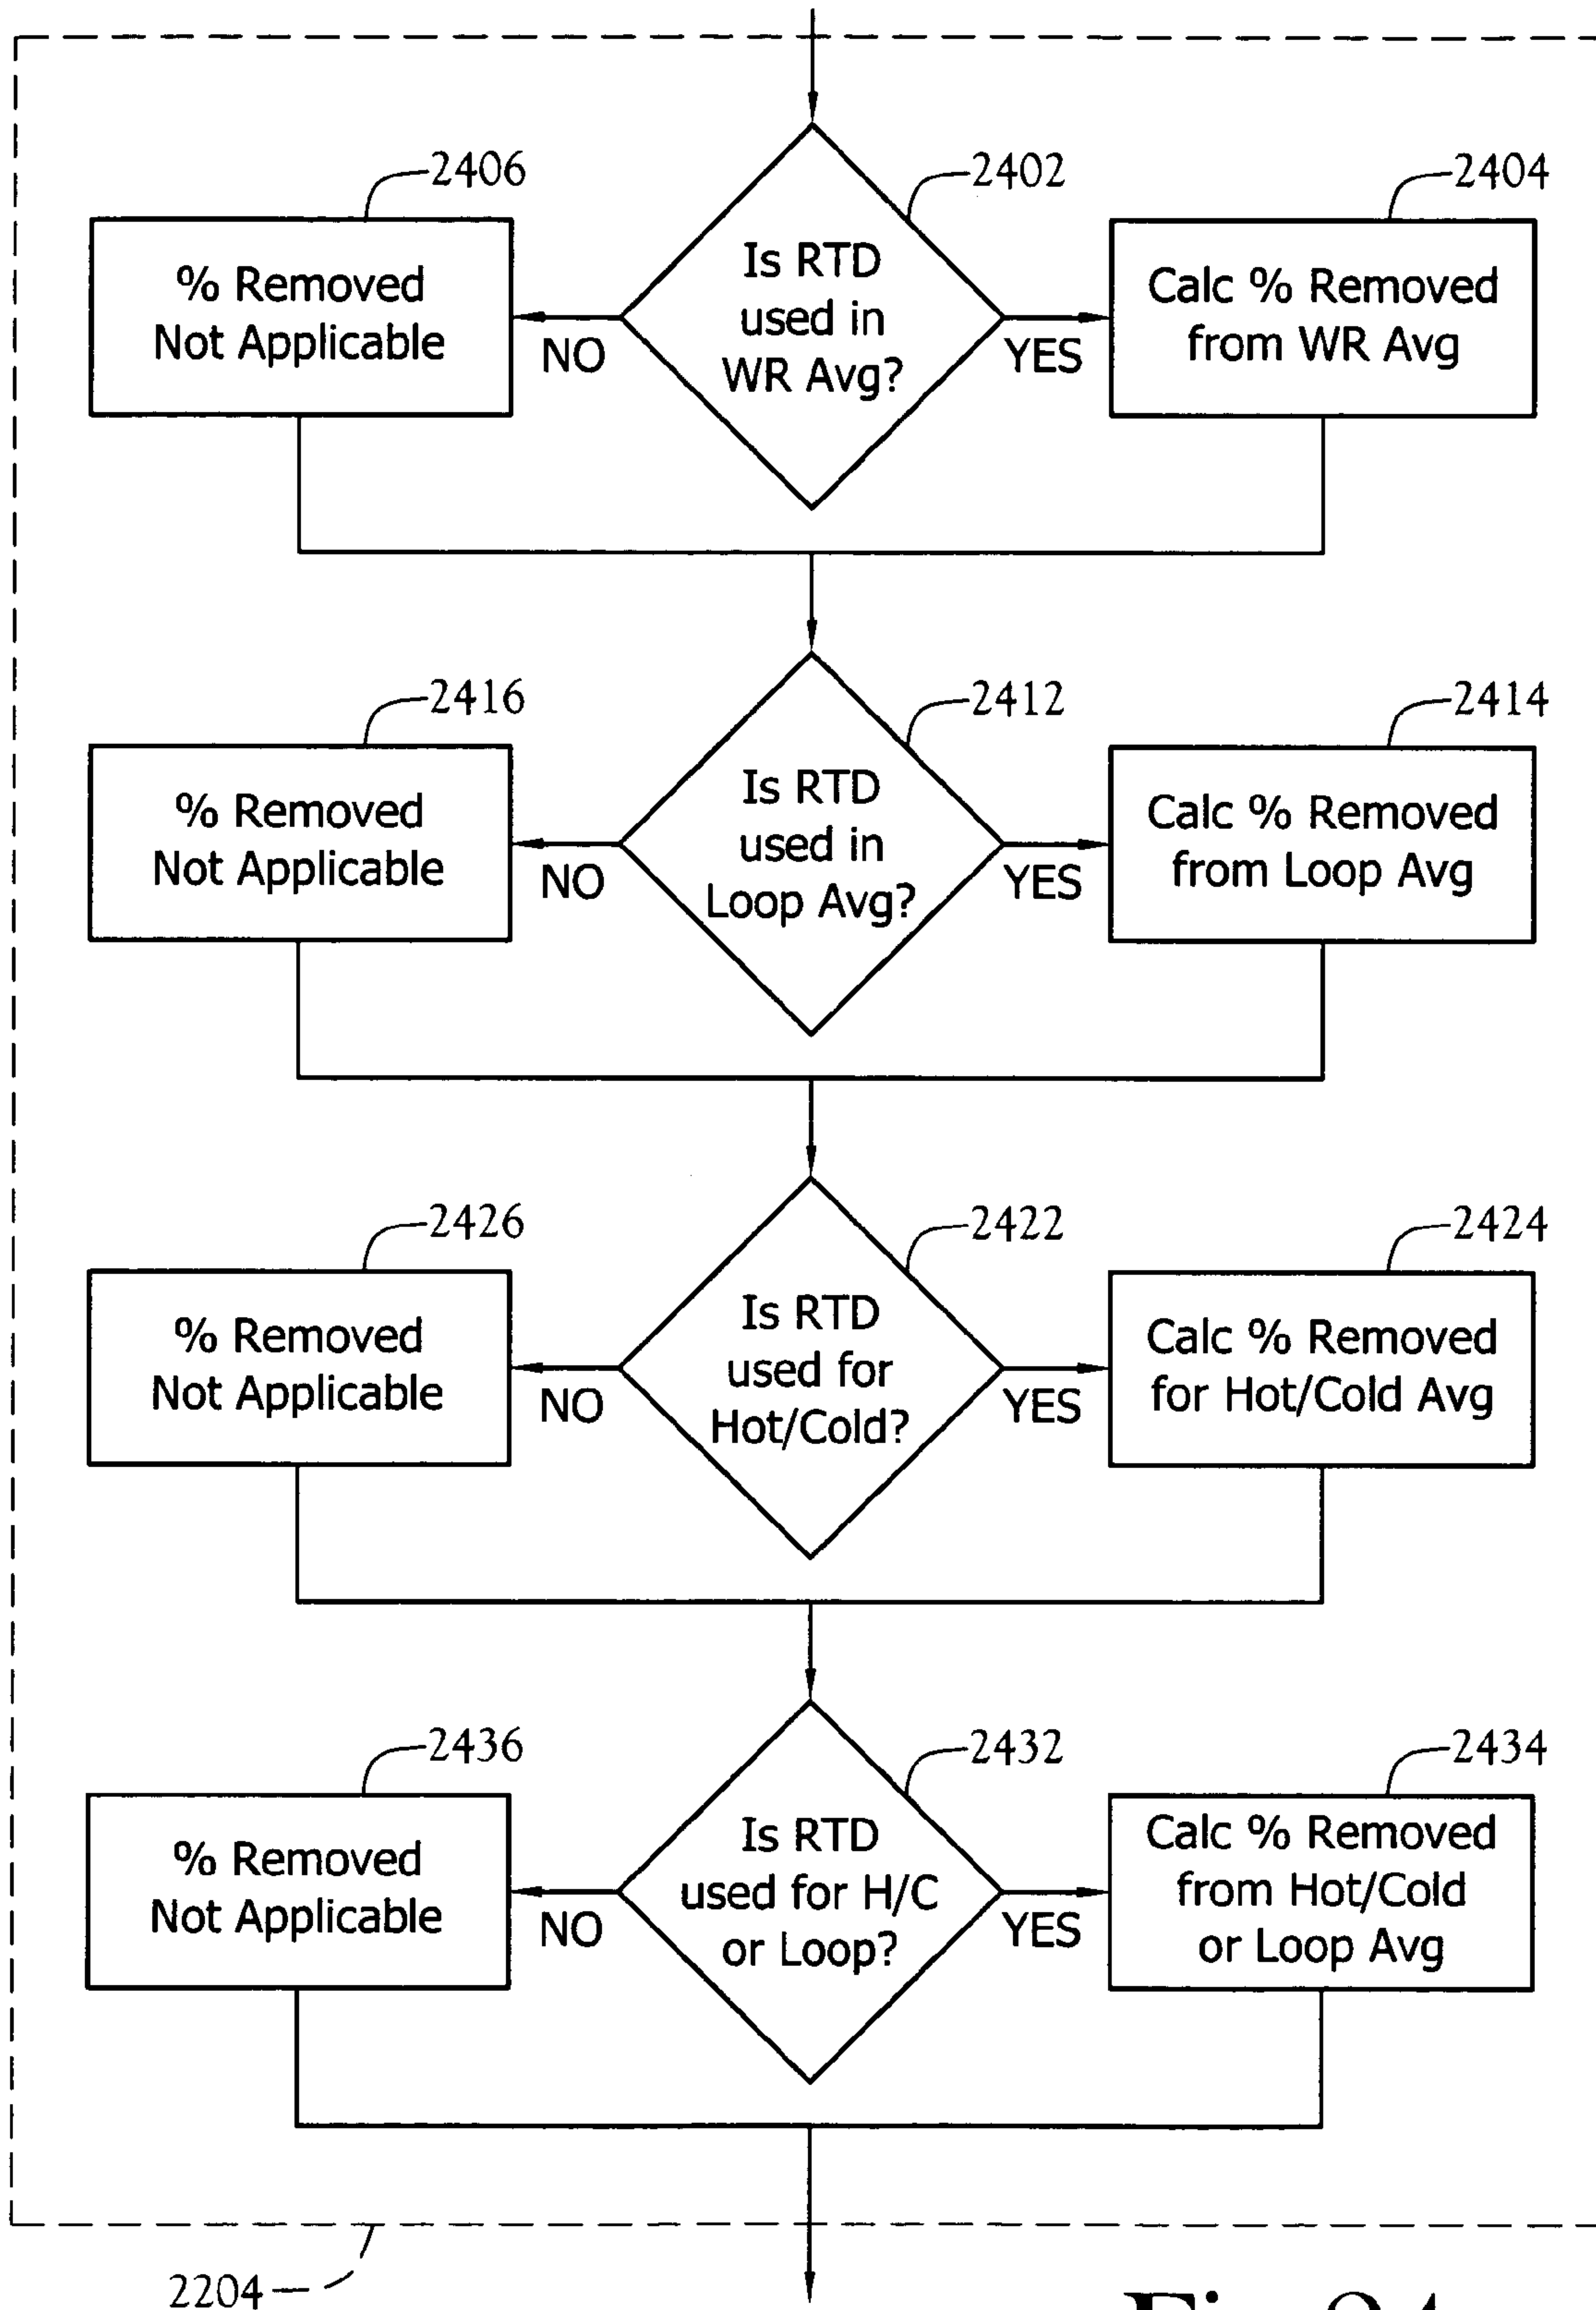 2406
2402
2404
% Removed
Not Applicable
Is RTD
used in
WR Avg?
Calc % Removed
from WR Avg
NO
YES
2416
2412
2414
% Removed
Not Applicable
Is RTD
used in
Loop Avg?
Calc % Removed
from Loop Avg
NO
YES
2426
2422
2424
% Removed
Not Applicable
Is RTD
used for
Hot/Cold?
Calc % Removed
for Hot/Cold Avg
NO
YES
2436
2432
2434
% Removed
Not Applicable
Is RTD
used for H/C
or Loop?
Calc % Removed
from Hot/Cold
or Loop Avg
NO
YES
2204